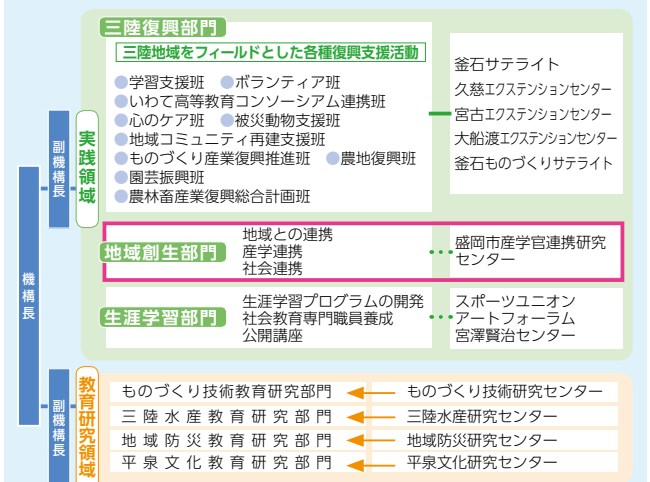 三陸復興部門
三陸地域をフィールドとした各種復興支援活動
●学習支援班 ●ボランティア班
●いわて高等教育コンソーシアム連携班
●心のケア班 ●被災動物支援班
●地域コミュニティ再建支援班
●ものづくり産業復興推進班 ●農地復興班
●園芸振興班
●農林畜産業復興総合計画班
釜石サテライト
久慈エクステンションセンター
宮古エクステンションセンター
大船渡エクステンションセンター
釜石ものづくりサテライト
機構長
副機構長
実践領域
地域創生部門
地域との連携
産学連携
社会連携
盛岡市産学官連携研究
センター
生涯学習部門
生涯学習プログラムの開発
社会教育専門職員養成
公開講座
スポーツユニオン
アートフォーラム
宮澤賢治センター
副機構長
教育研究領域
ものづくり技術教育研究部門
ものづくり技術研究センター
三陸水産教育研究部門
三陸水産研究センター
地域防災教育研究部門
地域防災研究センター
平泉文化教育研究部門
平泉文化研究センター